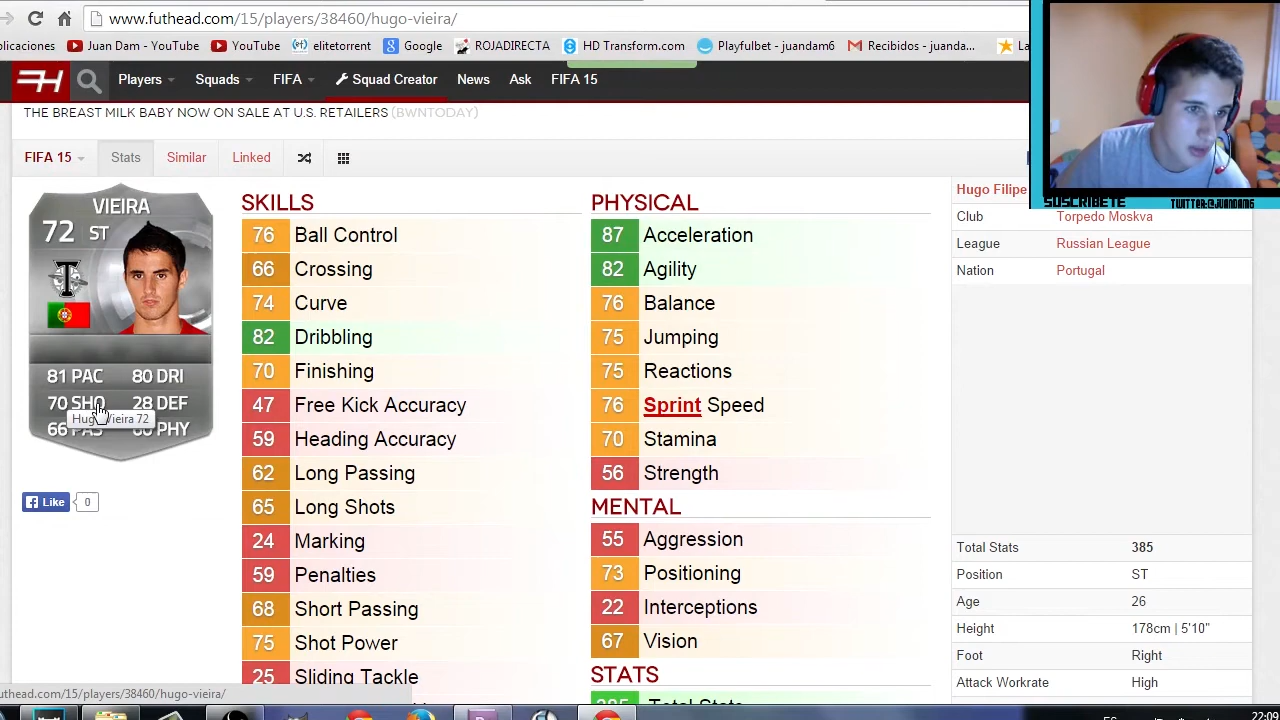 www.futhead.com/15/players/38460/hugo-vieira/
plicaciones Juan Dam - YouTube YouTube elitetorrent Google ROJADIRECTA HD Transform.com Playfulbet - juandam6 Recibidos - juanda... La
Players Squads FIFA Squad Creator News Ask FIFA 15
THE BREAST MILK BABY NOW ON SALE AT U.S. RETAILERS (BWNTODAY)
FIFA 15 Stats Similar Linked
VIEIRA
72 ST
81 PAC 80 DRI
70 SHO 28 DEF
66 PAS PHY
Hugo Vieira 72
Like 0
SKILLS
76 Ball Control
66 Crossing
74 Curve
82 Dribbling
70 Finishing
47 Free Kick Accuracy
59 Heading Accuracy
62 Long Passing
65 Long Shots
24 Marking
59 Penalties
68 Short Passing
75 Shot Power
25 Sliding Tackle
PHYSICAL
87 Acceleration
82 Agility
76 Balance
75 Jumping
75 Reactions
76 Sprint Speed
70 Stamina
56 Strength
MENTAL
55 Aggression
73 Positioning
22 Interceptions
67 Vision
STATS
385 Total Stats
SUSCRIBETE TWITTER:@JUANDAM6
Hugo Filipe
Club Torpedo Moskva
League Russian League
Nation Portugal
Total Stats 385
Position ST
Age 26
Height 178cm | 5'10"
Foot Right
Attack Workrate High
uthead.com/15/players/38460/hugo-vieira/
22:09